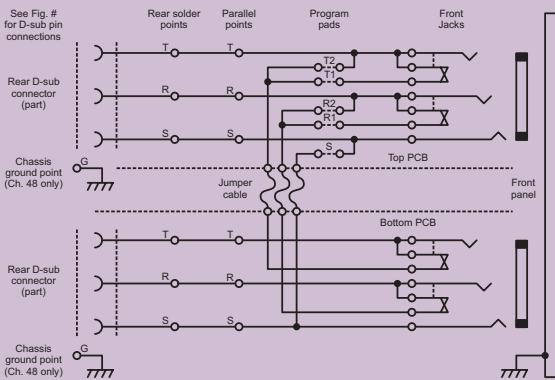 See Fig. #
for D-sub pin
connections
Rear solder
points
Parallel
points
Program
pads
Front
Jacks
T
T
T2
T1
Rear D-sub
connector
(part)
R
R
R2
R1
S
S
S
Top PCB
Chassis
ground point
(Ch. 48 only)
G
Jumper
cable
Front
panel
Bottom PCB
T
T
Rear D-sub
connector
(part)
R
R
S
S
Chassis
ground point
(Ch. 48 only)
G